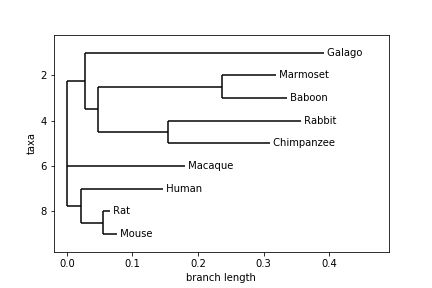 Galago
Marmoset
Baboon
Rabbit
Chimpanzee
Macaque
Human
Rat
Mouse
2
4
6
8
taxa
0.0 0.1 0.2 0.3 0.4
branch length